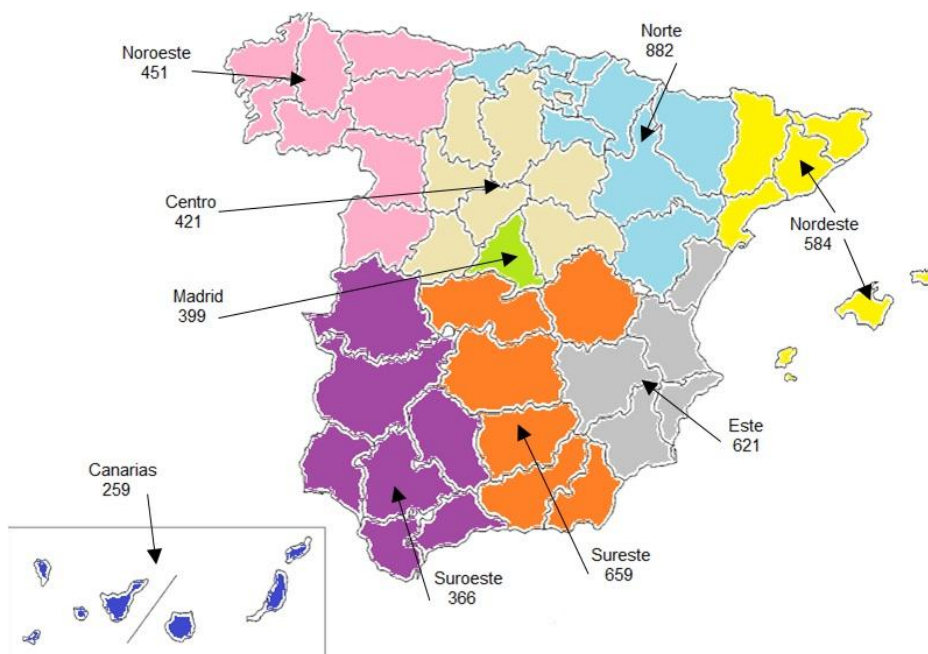 Noroeste
451
Norte
882
Centro
421
Nordeste
584
Madrid
399
Este
621
Canarias
259
Sureste
659
Suroeste
366